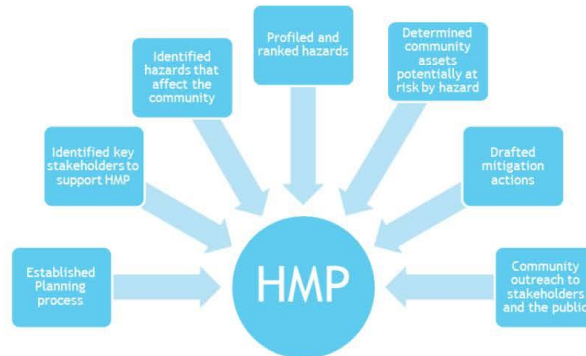 Profiled and
ranked hazards
Determined
community
assets
potentially at
risk by hazard
Identified
hazards that
affect the
community
Identified key
stakeholders to
support HMP
Drafted
mitigation
actions
Established
Planning
process
HMP
Community
outreach to
stakeholders
and the public